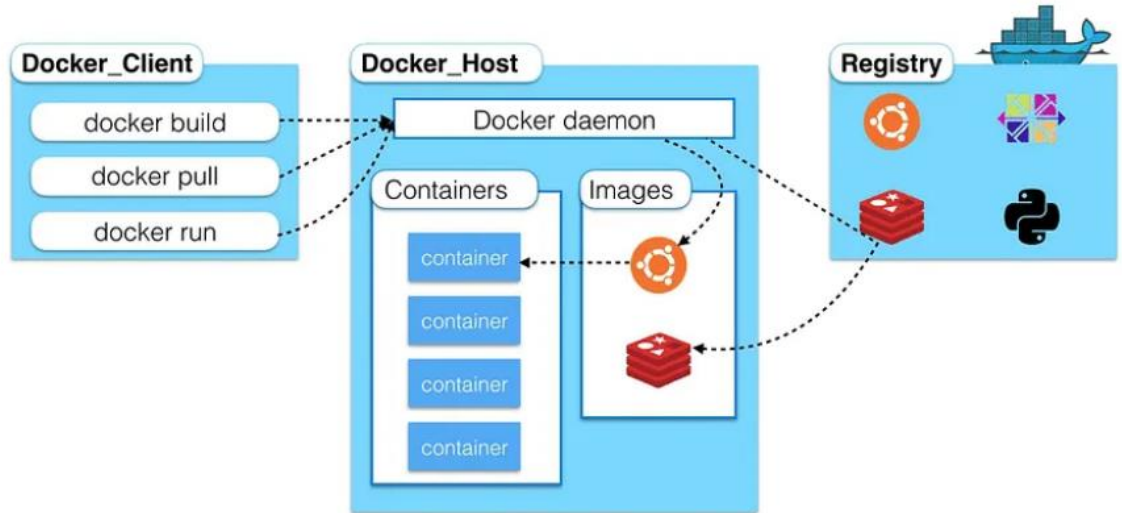 Docker_Client
docker build
docker pull
docker run
Docker_Host
Docker daemon
Containers
container
container
container
container
Images
Registry